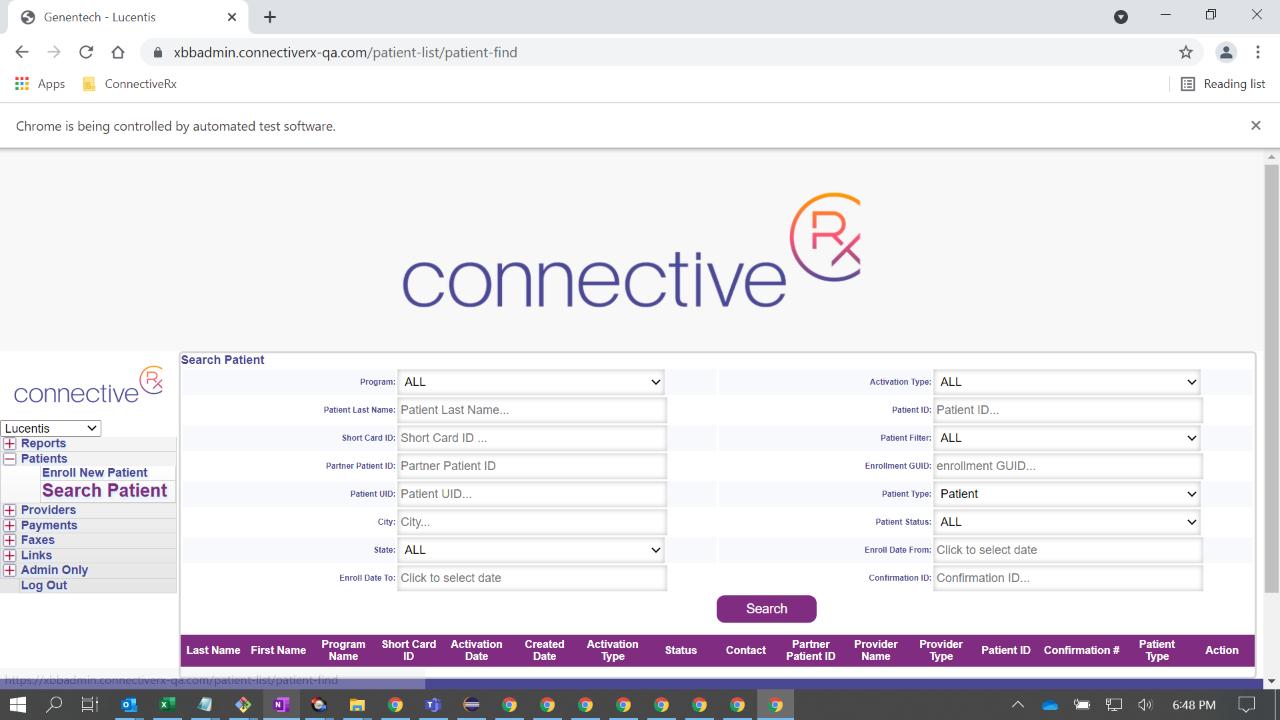 Genentech - Lucentis
xbbadmin.connectiverx-qa.com/patient-list/patient-find
Apps
ConnectiveRx
Reading list
Chrome is being controlled by automated test software.
connective Rx
connective Rx
Lucentis
Reports
Patients
Enroll New Patient
Search Patient
Providers
Payments
Faxes
Links
Admin Only
Log Out
Search Patient
Program: ALL
Activation Type: ALL
Patient Last Name: Patient Last Name...
Patient ID: Patient ID...
Short Card ID: Short Card ID ...
Patient Filter: ALL
Partner Patient ID: Partner Patient ID
Enrollment GUID: enrollment GUID...
Patient UID: Patient UID...
Patient Type: Patient
City: City...
Patient Status: ALL
State: ALL
Enroll Date From: Click to select date
Enroll Date To: Click to select date
Confirmation ID: Confirmation ID...
Search
Last Name First Name Program Name Short Card ID Activation Date Created Date Activation Type Status Contact Partner Patient ID Provider Name Provider Type Patient ID Confirmation # Patient Type Action
https://xbbadmin.connectiverx-qa.com/patient-list/patient-find
6:48 PM